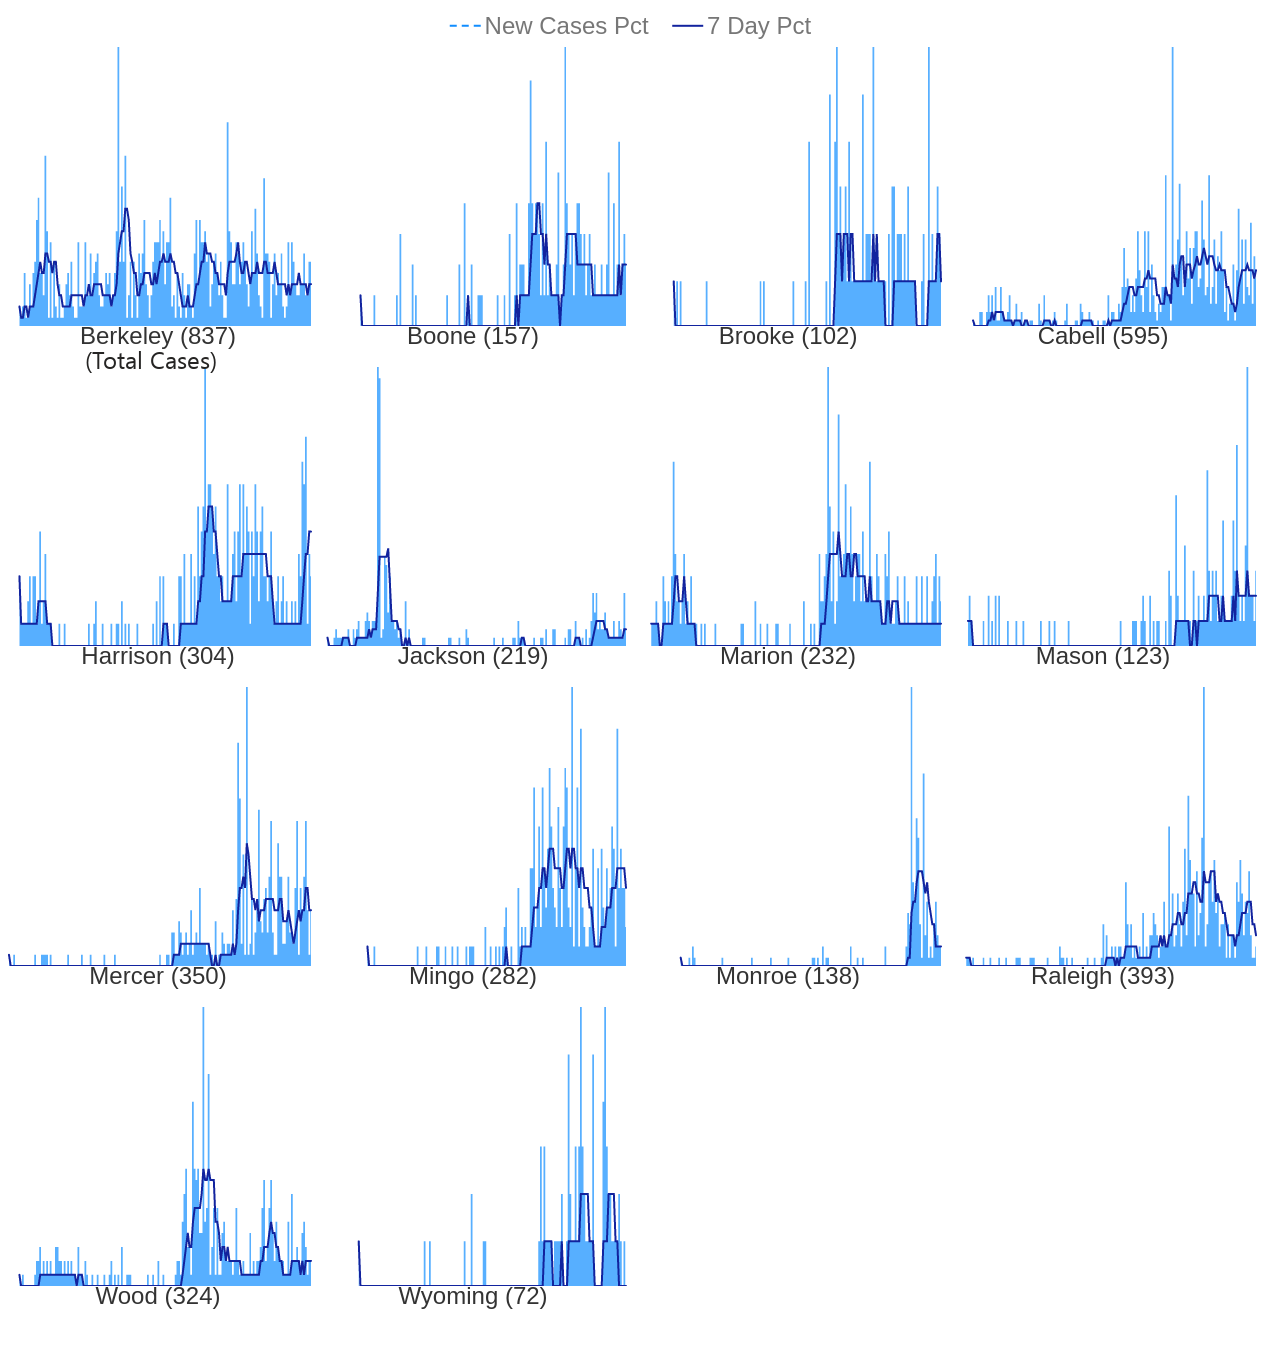 New Cases Pct 7 Day Pct
Berkeley (837) Boone (157) Brooke (102) Cabell (595)
(Total Cases)
Harrison (304) Jackson (219) Marion (232) Mason (123)
Mercer (350) Mingo (282) Monroe (138) Raleigh (393)
Wood (324) Wyoming (72)